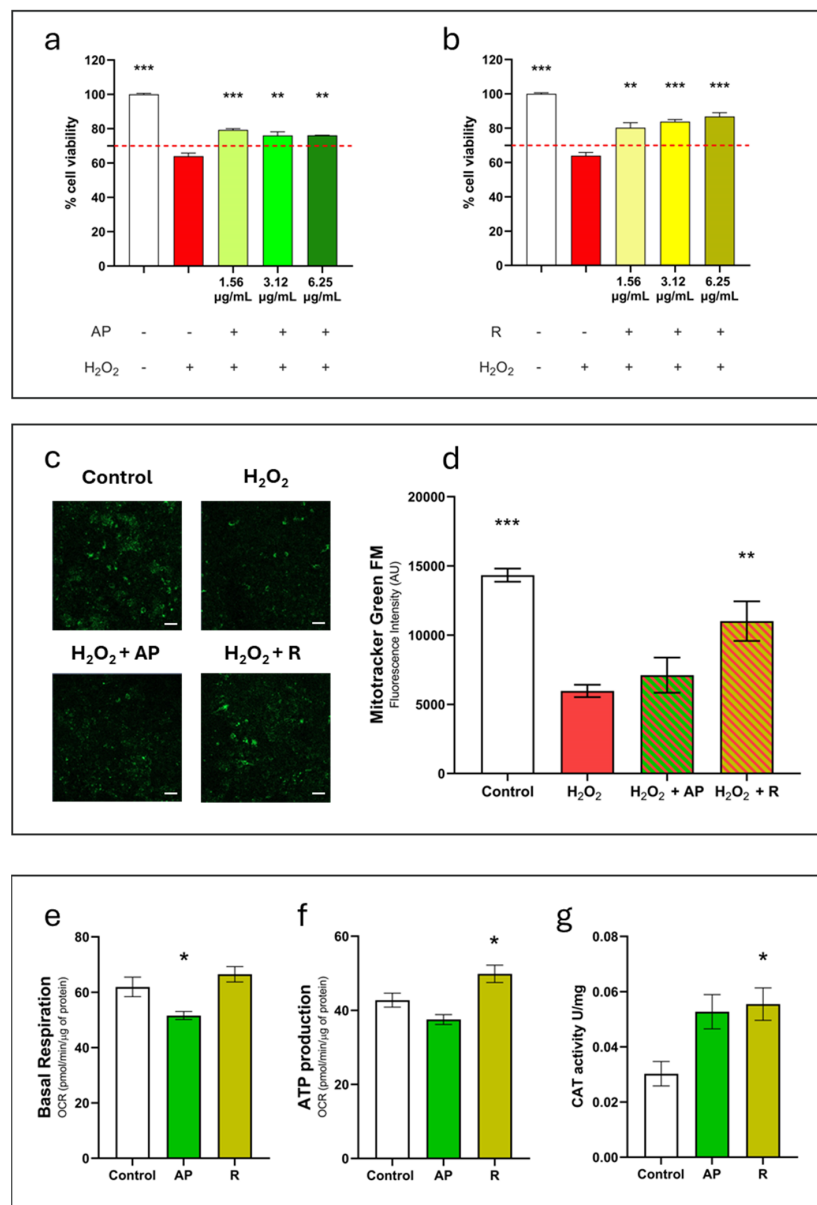 a
% cell viability
120
100
80
60
40
20
0
***
***
**
**
1.56
µg/mL
3.12
µg/mL
6.25
µg/mL
AP - - + + +
H₂O₂ - + + + +
b
% cell viability
120
100
80
60
40
20
0
***
**
***
***
1.56
µg/mL
3.12
µg/mL
6.25
µg/mL
R - - + + +
H₂O₂ - + + + +
c
Control
H₂O₂
H₂O₂ + AP
H₂O₂ + R
d
Mitotracker Green FM
Fluorescence Intensity (AU)
20000
15000
10000
5000
0
***
**
Control H₂O₂ H₂O₂ + AP H₂O₂ + R
e
Basal Respiration
OCR (pmol/min/µg of protein)
80
60
40
20
0
*
Control AP R
f
ATP production
OCR (pmol/min/µg of protein)
60
40
20
0
*
Control AP R
g
CAT activity U/mg
0.08
0.06
0.04
0.02
0.00
*
Control AP R